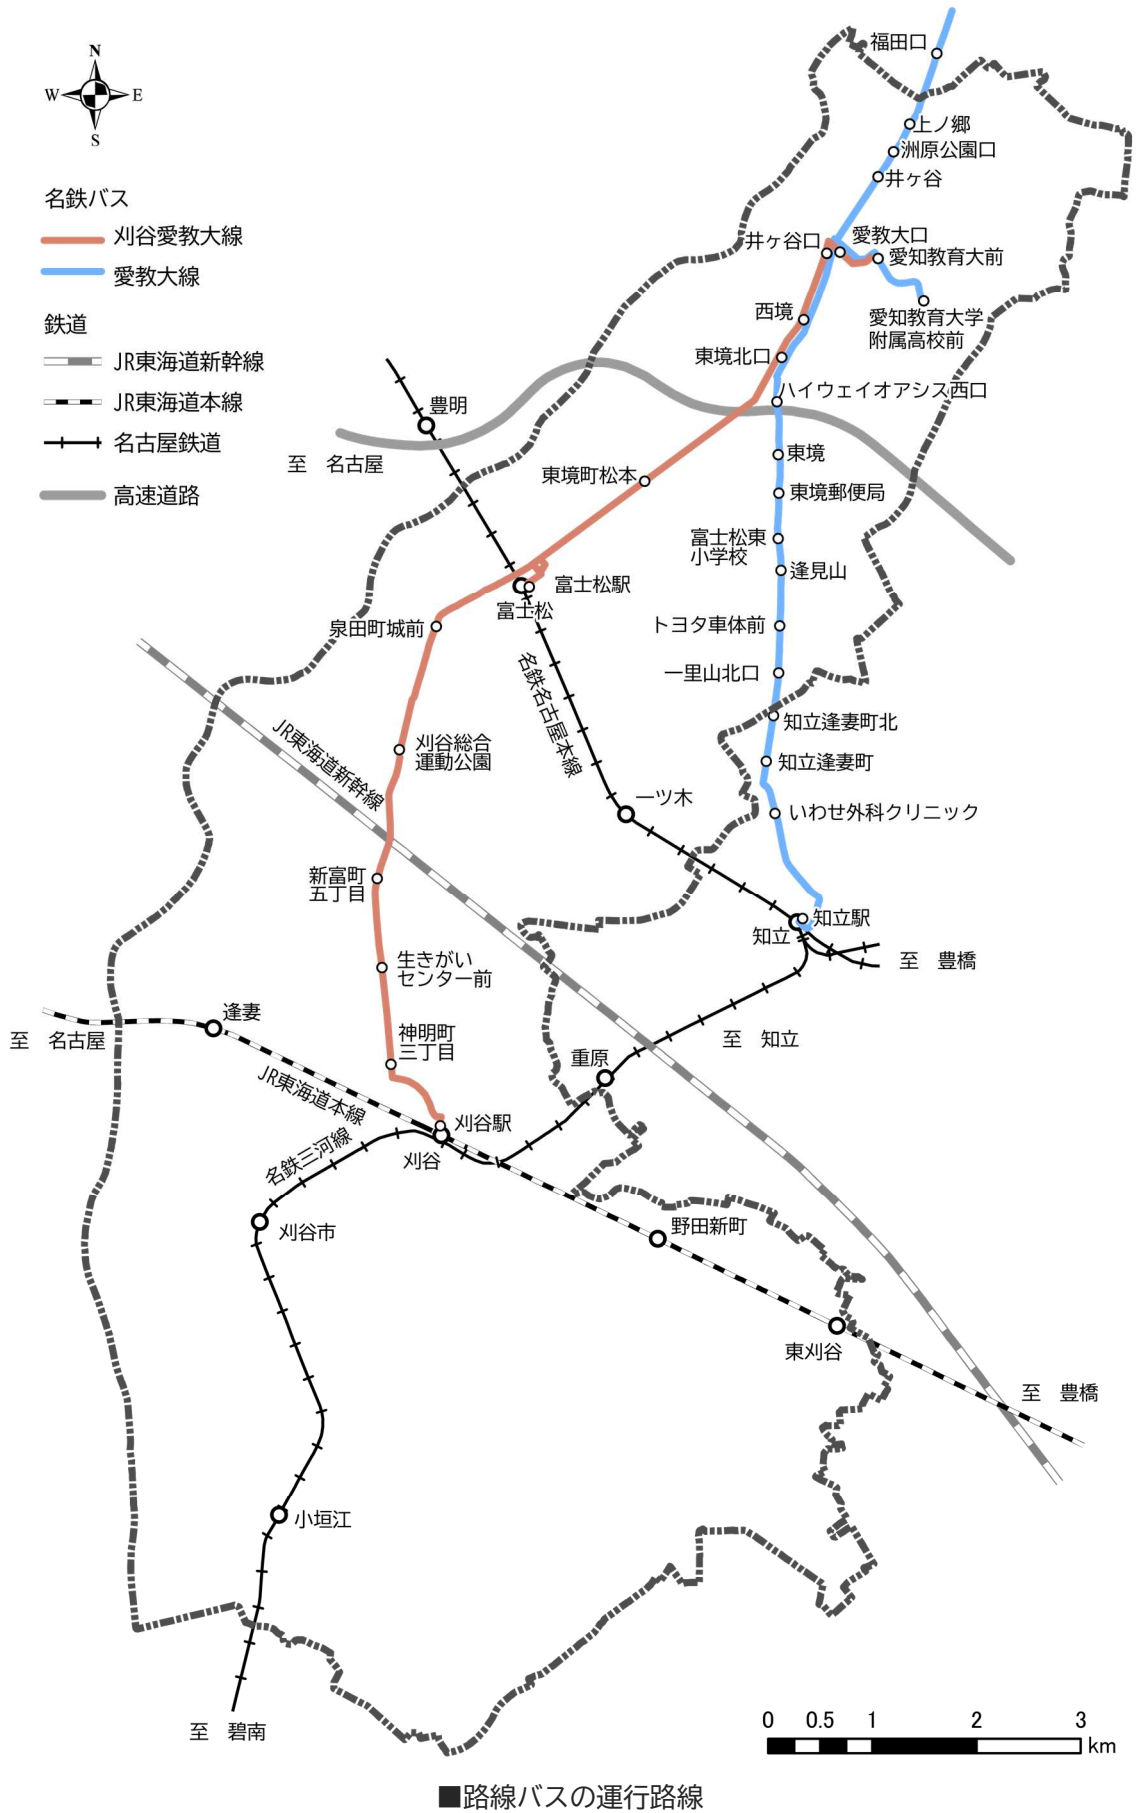 N
W
E
S
名鉄バス
刈谷愛教大線
愛教大線
鉄道
JR東海道新幹線
JR東海道本線
名古屋鉄道
高速道路
福田口
上ノ郷
洲原公園口
井ヶ谷
井ヶ谷口
愛教大口
愛知教育大前
愛知教育大学
附属高校前
西境
東境北口
ハイウェイオアシス西口
豊明
至 名古屋
東境
東境町松本
東境郵便局
富士松東
小学校
逢見山
富士松駅
富士松
泉田町城前
トヨタ車体前
一里山北口
名鉄名古屋本線
知立逢妻町北
JR東海道新幹線
刈谷総合
運動公園
知立逢妻町
一ツ木
いわせ外科クリニック
新富町
五丁目
知立駅
知立
至 豊橋
生きがい
センター前
逢妻
至 名古屋
神明町
三丁目
至 知立
重原
JR東海道本線
刈谷駅
刈谷
名鉄三河線
刈谷市
野田新町
東刈谷
至 豊橋
小垣江
至 碧南
0 0.5 1 2 3
km
■路線バスの運行路線